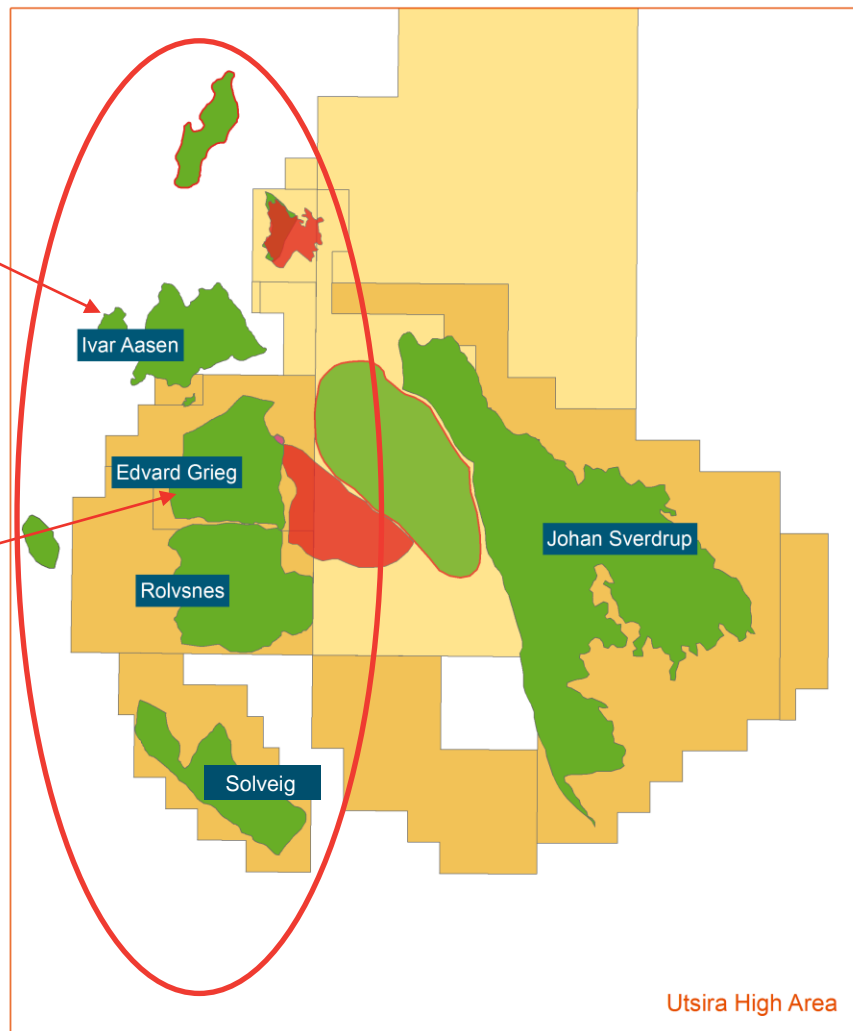 Ivar Aasen
Edvard Grieg
Johan Sverdrup
Rolvsnes
Solveig
Utsira High Area